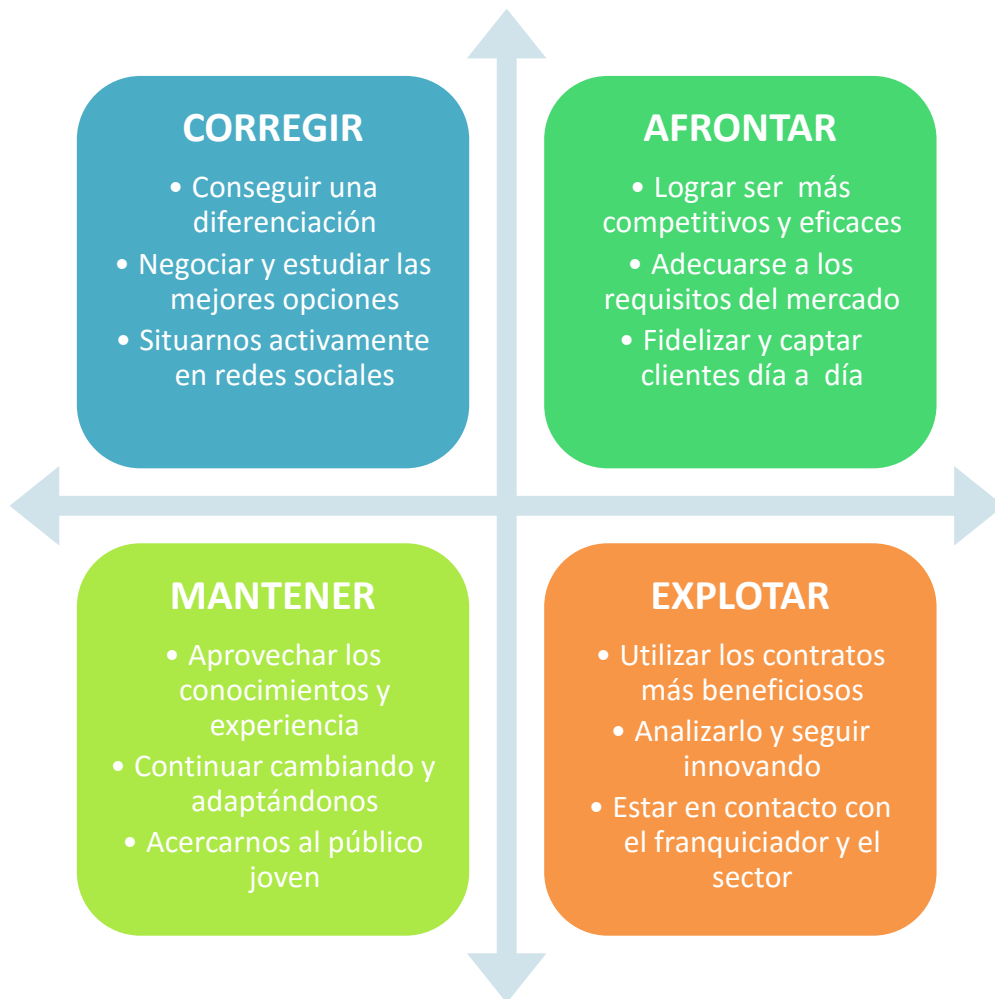 CORREGIR
• Conseguir una
diferenciación
• Negociar y estudiar las
mejores opciones
• Situarnos activamente
en redes sociales
AFRONTAR
• Lograr ser  más
competitivos y eficaces
• Adecuarse a los
requisitos del mercado
• Fidelizar y captar
clientes día a  día
MANTENER
• Aprovechar los
conocimientos y
experiencia
• Continuar cambiando y
adaptándonos
• Acercarnos al público
joven
EXPLOTAR
• Utilizar los contratos
más beneficiosos
• Analizarlo y seguir
innovando
• Estar en contacto con
el franquiciador y el
sector